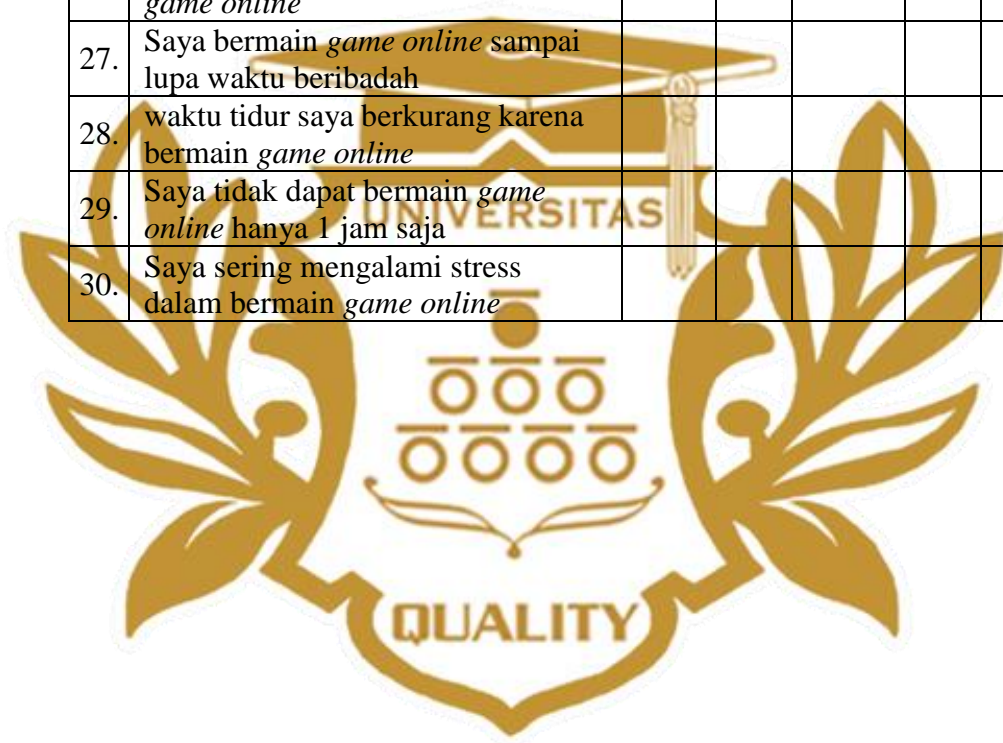 game online
27. Saya bermain game online sampai
lupa waktu beribadah
28. waktu tidur saya berkurang karena
bermain game online
29. Saya tidak dapat bermain game
online hanya 1 jam saja
30. Saya sering mengalami stress
dalam bermain game online
UNIVERSITAS
QUALITY